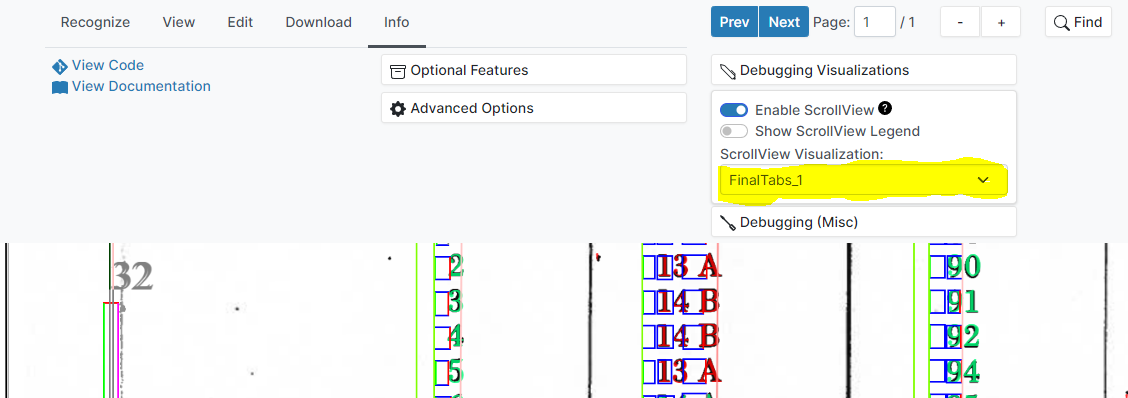 Recognize View Edit Download Info
Prev Next Page: 1 / 1 - + Find
View Code
View Documentation
Optional Features
Advanced Options
Debugging Visualizations
Enable ScrollView ?
Show ScrollView Legend
ScrollView Visualization:
FinalTabs_1
Debugging (Misc)
32 2 13 A 90
3 14 B 91
4 14 B 92
5 13 A 94